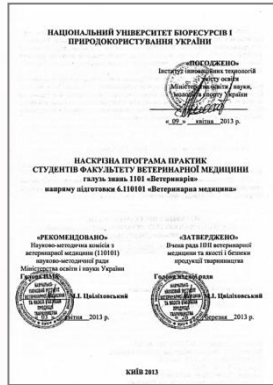 НАЦІОНАЛЬНИЙ УНІВЕРСИТЕТ БІОРЕСУРСІВ І
ПРИРОДОКОРИСТУВАННЯ УКРАЇНИ
«ПОГОДЖЕНО»
Інститут інноваційних технологій
і змісту освіти
Міністерства освіти і науки,
молоді та спорту України
«_09_»__квітня__2013 р.
НАСКРІЗНА ПРОГРАМА ПРАКТИК
СТУДЕНТІВ ФАКУЛЬТЕТУ ВЕТЕРИНАРНОЇ МЕДИЦИНИ
галузь знань 1101 «Ветеринарія»
напряму підготовки 6.110101 «Ветеринарна медицина»
«РЕКОМЕНДОВАНО»
Науково-методична комісія з
ветеринарної медицини (110101)
науково-методичної ради
Міністерства освіти і науки України
Голова НМК
М.І. Цвіліховський
квітня 2013 р.
«ЗАТВЕРДЖЕНО»
Вчена рада ННІ ветеринарної
медицини та якості і безпеки
продукції тваринництва
Голова вченої ради
М.І. Цвіліховський
березня 2013 р.
КИЇВ 2013